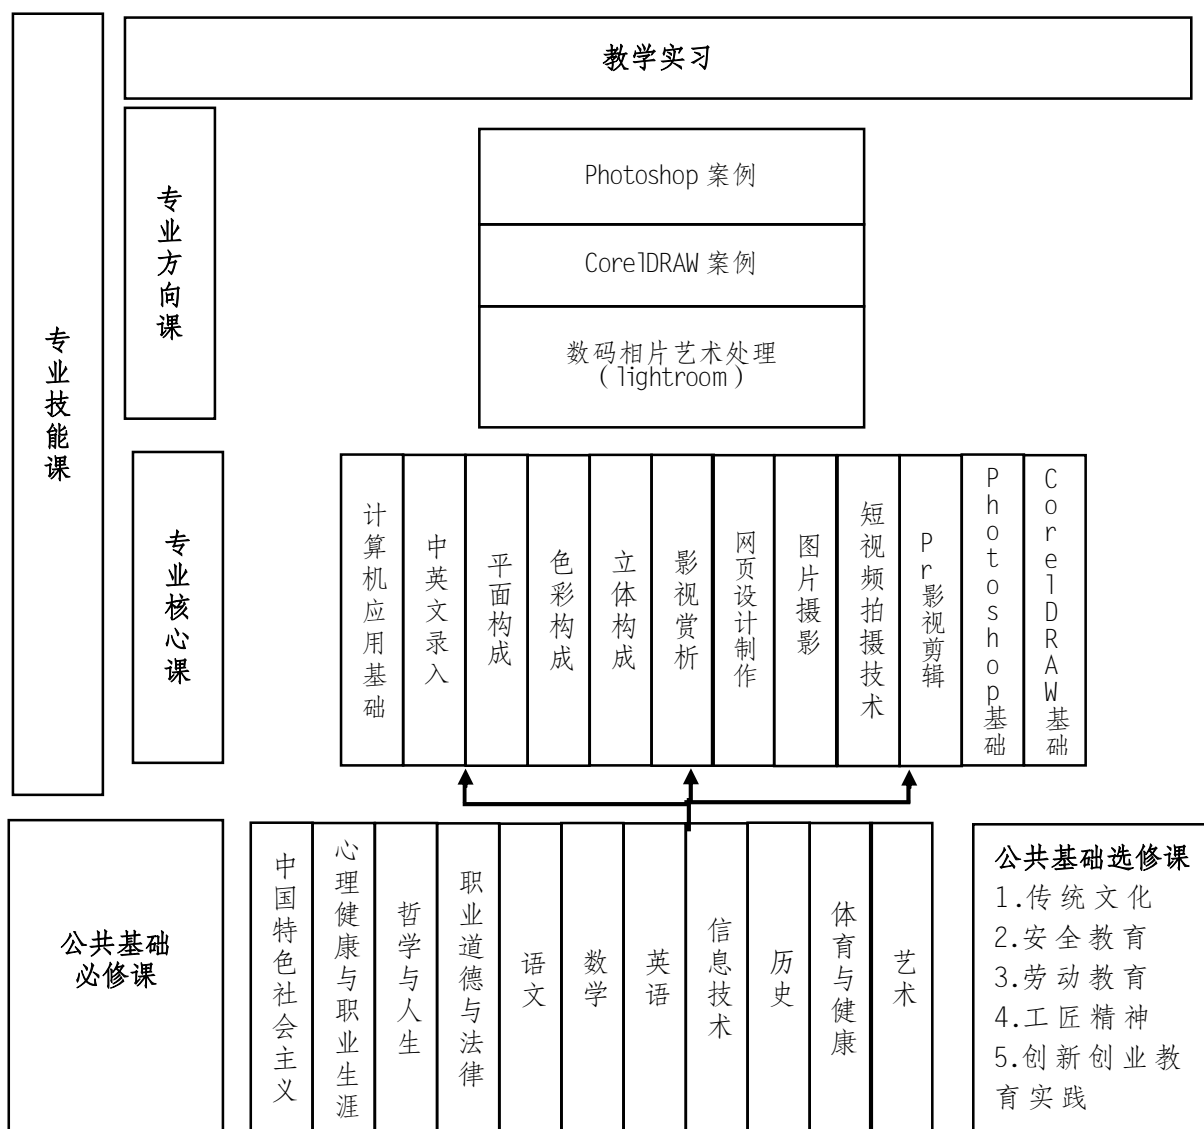 教学实习
专业技能课
专业方向课
Photoshop 案例
CorelDRAW 案例
数码相片艺术处理
（lightroom）
专业核心课
计算机应用基础
中英文录入
平面构成
色彩构成
立体构成
影视赏析
网页设计制作
图片摄影
短视频拍摄技术
Pr影视剪辑
Photoshop基础
CorelDRAW基础
公共基础
必修课
中国特色社会主义
心理健康与职业生涯
哲学与人生
职业道德与法律
语文
数学
英语
信息技术
历史
体育与健康
艺术
公共基础选修课
1.传统文化
2.安全教育
3.劳动教育
4.工匠精神
5.创新创业教
育实践